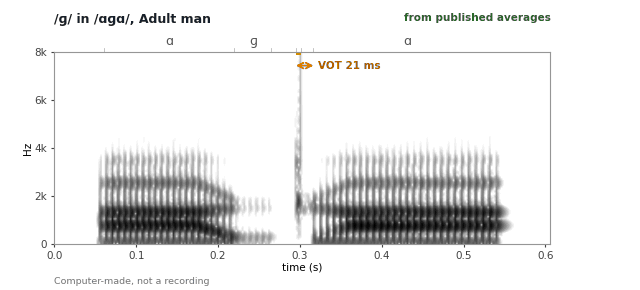 /ɡ/ in /ɑɡɑ/, Adult man
from published averages
ɑ ɡ ɑ
8k
VOT 21 ms
6k
4k
Hz
2k
0
0.0 0.1 0.2 0.3 0.4 0.5 0.6
time (s)
Computer-made, not a recording